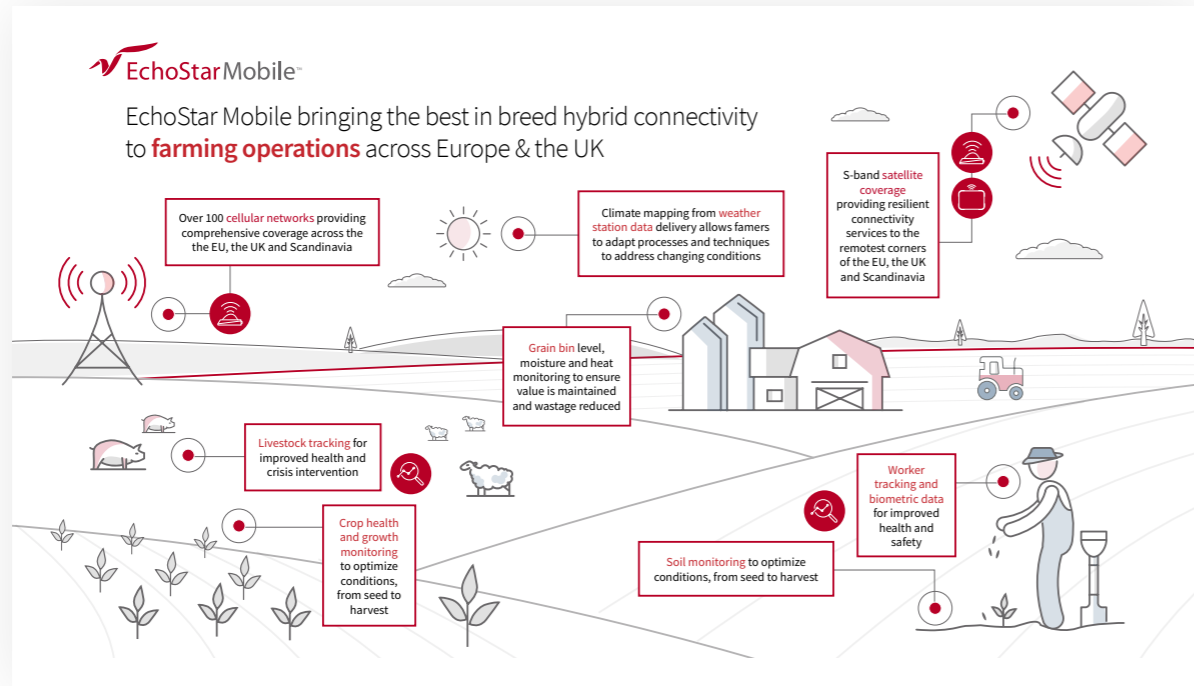 EchoStar Mobile™
EchoStar Mobile bringing the best in breed hybrid connectivity
to farming operations across Europe & the UK
Over 100 cellular networks providing
comprehensive coverage across the
the EU, the UK and Scandinavia
Climate mapping from weather
station data delivery allows famers
to adapt processes and techniques
to address changing conditions
S-band satellite
coverage
providing resilient
connectivity
services to the
remotest corners
of the EU, the UK
and Scandinavia
Grain bin level,
moisture and heat
monitoring to ensure
value is maintained
and wastage reduced
Livestock tracking for
improved health and
crisis intervention
Worker
tracking and
biometric data
for improved
health and
safety
Crop health
and growth
monitoring
to optimize
conditions,
from seed to
harvest
Soil monitoring to optimize
conditions, from seed to harvest